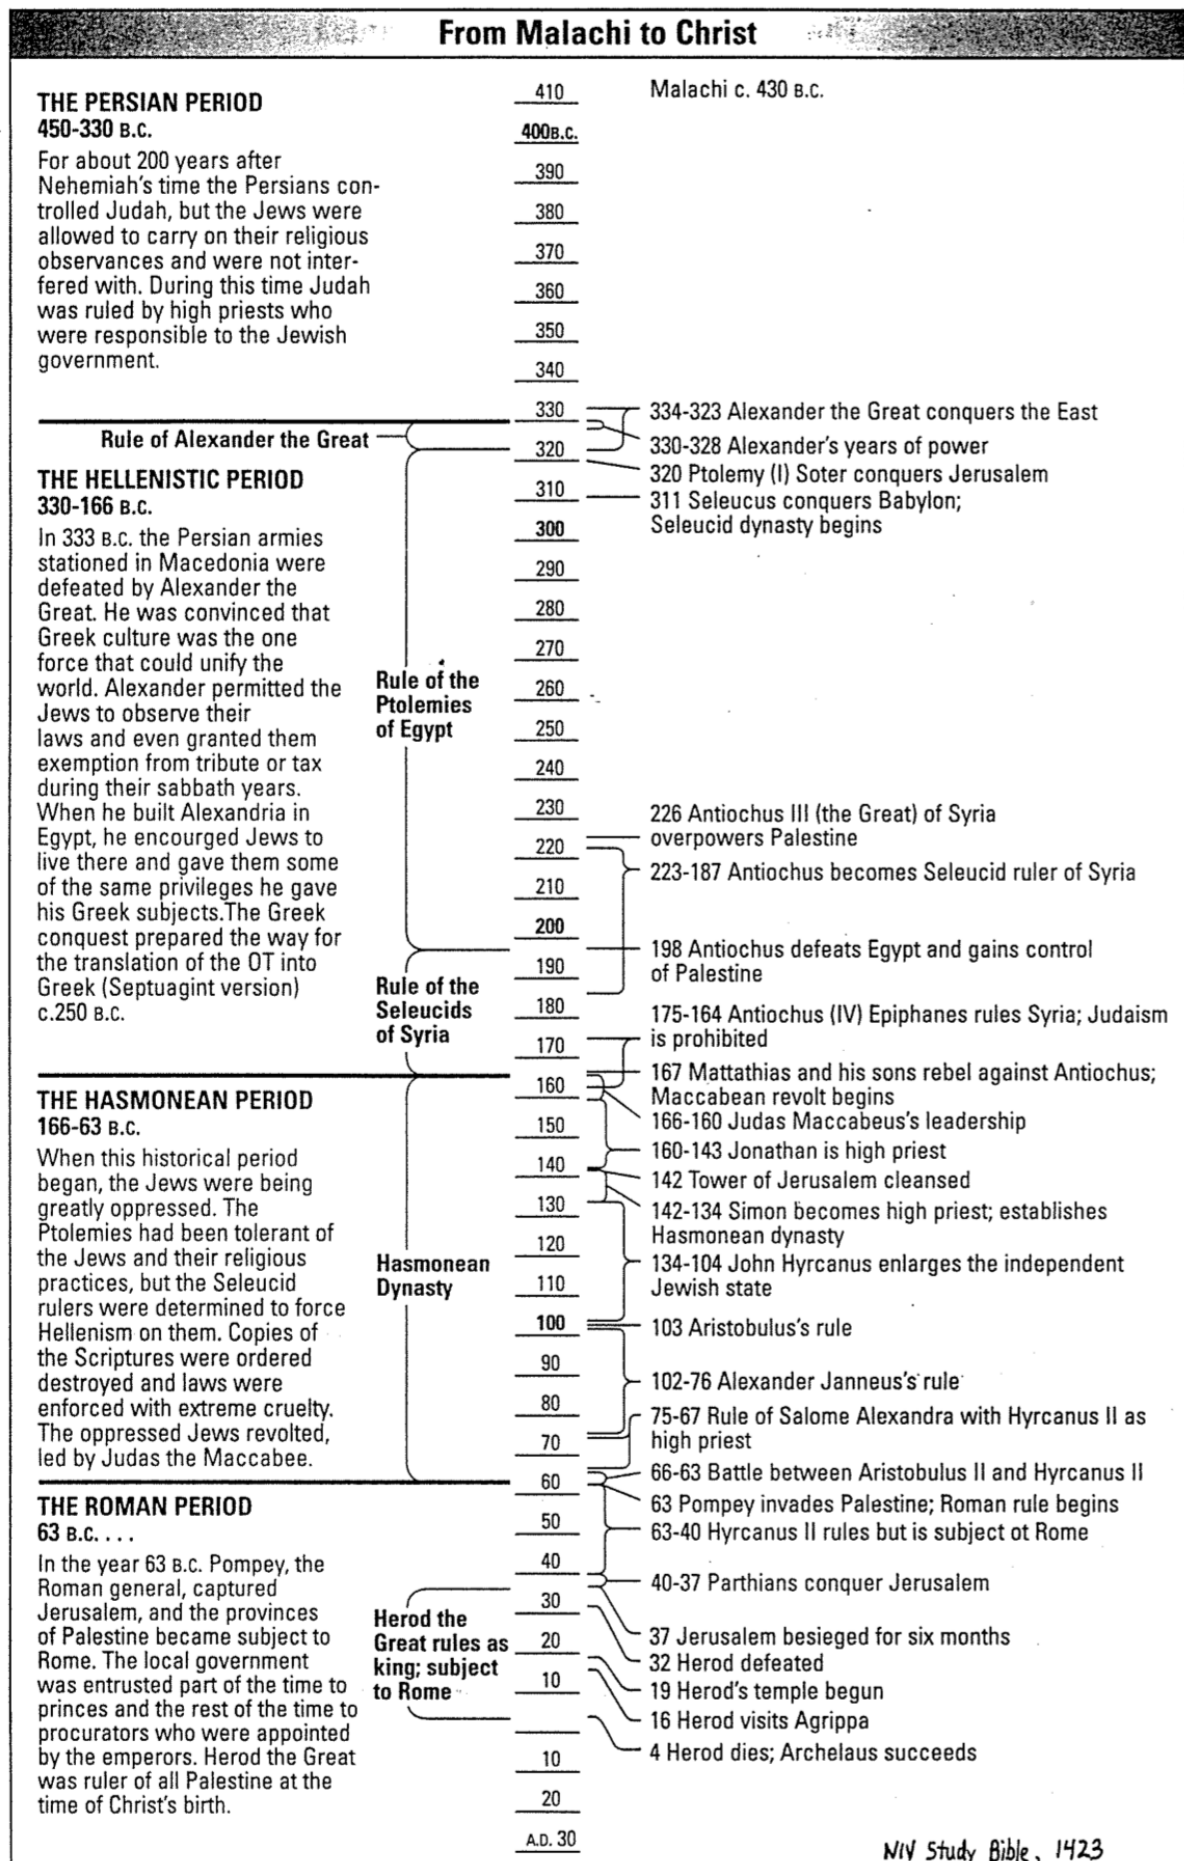 From Malachi to Christ
THE PERSIAN PERIOD
450-330 B.C.
For about 200 years after
Nehemiah's time the Persians con-
trolled Judah, but the Jews were
allowed to carry on their religious
observances and were not inter-
fered with. During this time Judah
was ruled by high priests who
were responsible to the Jewish
government.
Rule of Alexander the Great
THE HELLENISTIC PERIOD
330-166 B.C.
In 333 B.C. the Persian armies
stationed in Macedonia were
defeated by Alexander the
Great. He was convinced that
Greek culture was the one
force that could unify the
world. Alexander permitted the
Jews to observe their
laws and even granted them
exemption from tribute or tax
during their sabbath years.
When he built Alexandria in
Egypt, he encourged Jews to
live there and gave them some
of the same privileges he gave
his Greek subjects.The Greek
conquest prepared the way for
the translation of the OT into
Greek (Septuagint version)
c.250 B.C.
Rule of the
Ptolemies
of Egypt
Rule of the
Seleucids
of Syria
THE HASMONEAN PERIOD
166-63 B.C.
When this historical period
began, the Jews were being
greatly oppressed. The
Ptolemies had been tolerant of
the Jews and their religious
practices, but the Seleucid
rulers were determined to force
Hellenism on them. Copies of
the Scriptures were ordered
destroyed and laws were
enforced with extreme cruelty.
The oppressed Jews revolted,
led by Judas the Maccabee.
Hasmonean
Dynasty
THE ROMAN PERIOD
63 B.C. . . .
In the year 63 B.C. Pompey, the
Roman general, captured
Jerusalem, and the provinces
of Palestine became subject to
Rome. The local government
was entrusted part of the time to
princes and the rest of the time to
procurators who were appointed
by the emperors. Herod the Great
was ruler of all Palestine at the
time of Christ's birth.
Herod the
Great rules as
king; subject
to Rome
410
400B.C.
390
380
370
360
350
340
330
320
310
300
290
280
270
260
250
240
230
220
210
200
190
180
170
160
150
140
130
120
110
100
90
80
70
60
50
40
30
20
10
10
20
A.D. 30
Malachi c. 430 B.C.
334-323 Alexander the Great conquers the East
330-328 Alexander's years of power
320 Ptolemy (I) Soter conquers Jerusalem
311 Seleucus conquers Babylon;
Seleucid dynasty begins
226 Antiochus III (the Great) of Syria
overpowers Palestine
223-187 Antiochus becomes Seleucid ruler of Syria
198 Antiochus defeats Egypt and gains control
of Palestine
175-164 Antiochus (IV) Epiphanes rules Syria; Judaism
is prohibited
167 Mattathias and his sons rebel against Antiochus;
Maccabean revolt begins
166-160 Judas Maccabeus's leadership
160-143 Jonathan is high priest
142 Tower of Jerusalem cleansed
142-134 Simon becomes high priest; establishes
Hasmonean dynasty
134-104 John Hyrcanus enlarges the independent
Jewish state
103 Aristobulus's rule
102-76 Alexander Janneus's rule
75-67 Rule of Salome Alexandra with Hyrcanus II as
high priest
66-63 Battle between Aristobulus II and Hyrcanus II
63 Pompey invades Palestine; Roman rule begins
63-40 Hyrcanus II rules but is subject ot Rome
40-37 Parthians conquer Jerusalem
37 Jerusalem besieged for six months
32 Herod defeated
19 Herod's temple begun
16 Herod visits Agrippa
4 Herod dies; Archelaus succeeds
NIV Study Bible, 1423